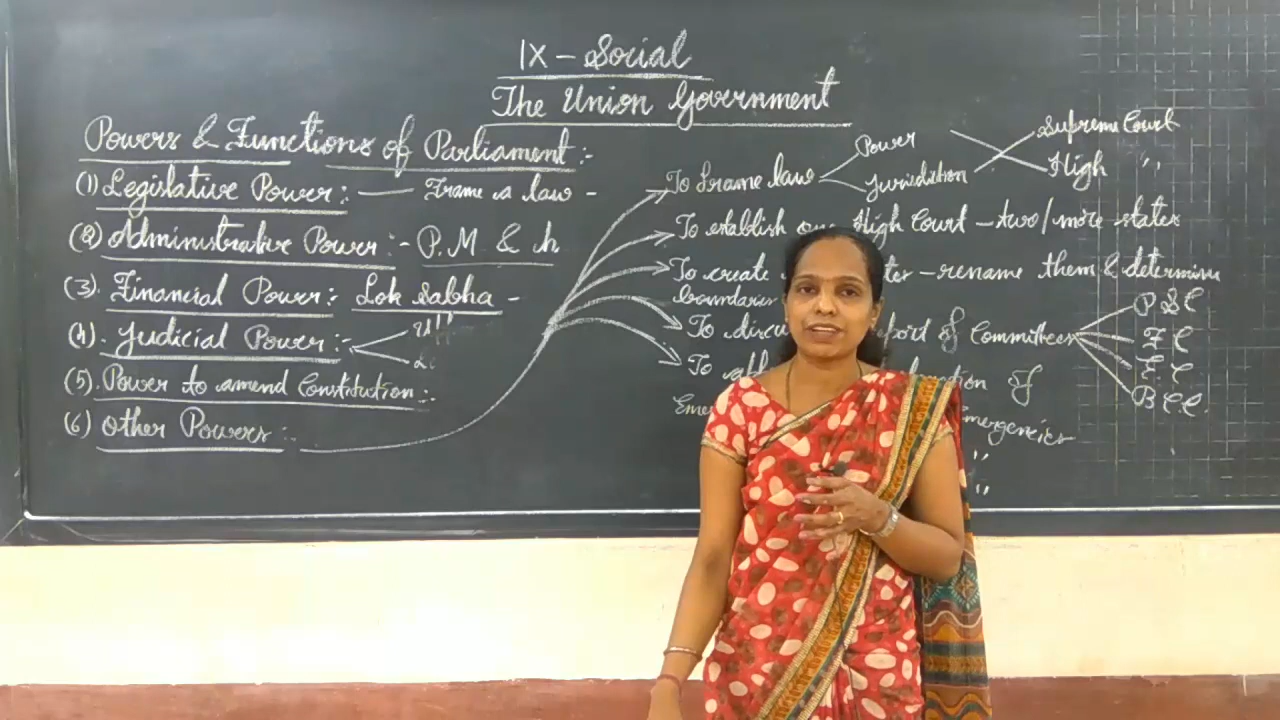 IX – Social
The Union Government
Powers & Functions of Parliament:-
(1) Legislative Power: — Frame a law -
(2) Administrative Power:- P.M & h
(3). Financial Power: Lok sabha -
(4). Judicial Power:-
(5). Power to amend Constitution:-
(6) Other Powers:-
To frame law
Power
Jurisdiction
Supreme Court
High "
To establish one High Court – two/more states
To create – rename them & determine
boundaries
To of Committees
P S C
F C
E. C
B C C.
To of
emergencies
"
"